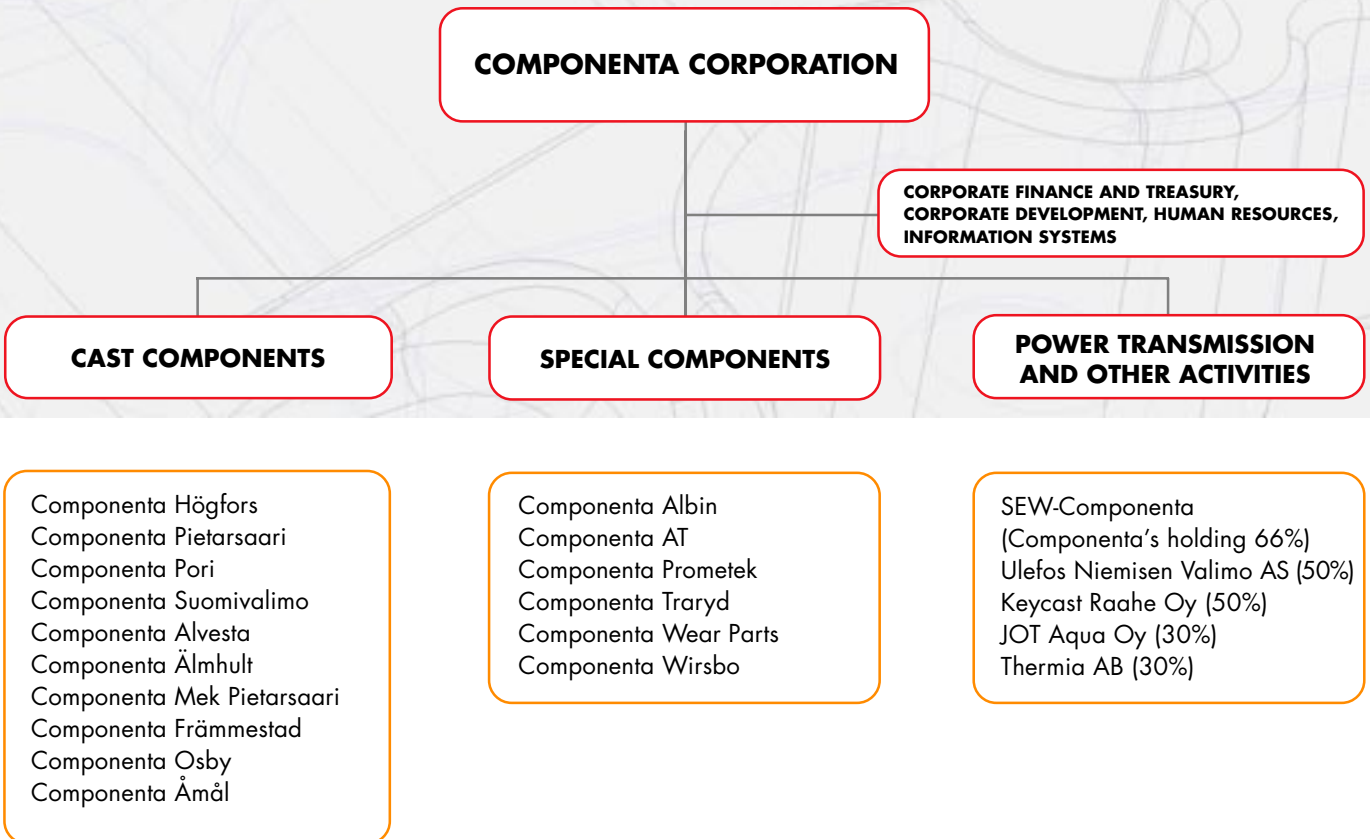 COMPONENTA CORPORATION
CORPORATE FINANCE AND TREASURY,
CORPORATE DEVELOPMENT, HUMAN RESOURCES,
INFORMATION SYSTEMS
CAST COMPONENTS
SPECIAL COMPONENTS
POWER TRANSMISSION
AND OTHER ACTIVITIES
Componenta Högfors
Componenta Pietarsaari
Componenta Pori
Componenta Suomivalimo
Componenta Alvesta
Componenta Älmhult
Componenta Mek Pietarsaari
Componenta Främmestad
Componenta Osby
Componenta Åmål
Componenta Albin
Componenta AT
Componenta Prometek
Componenta Traryd
Componenta Wear Parts
Componenta Wirsbo
SEW-Componenta
(Componenta's holding 66%)
Ulefos Niemisen Valimo AS (50%)
Keycast Raahe Oy (50%)
JOT Aqua Oy (30%)
Thermia AB (30%)